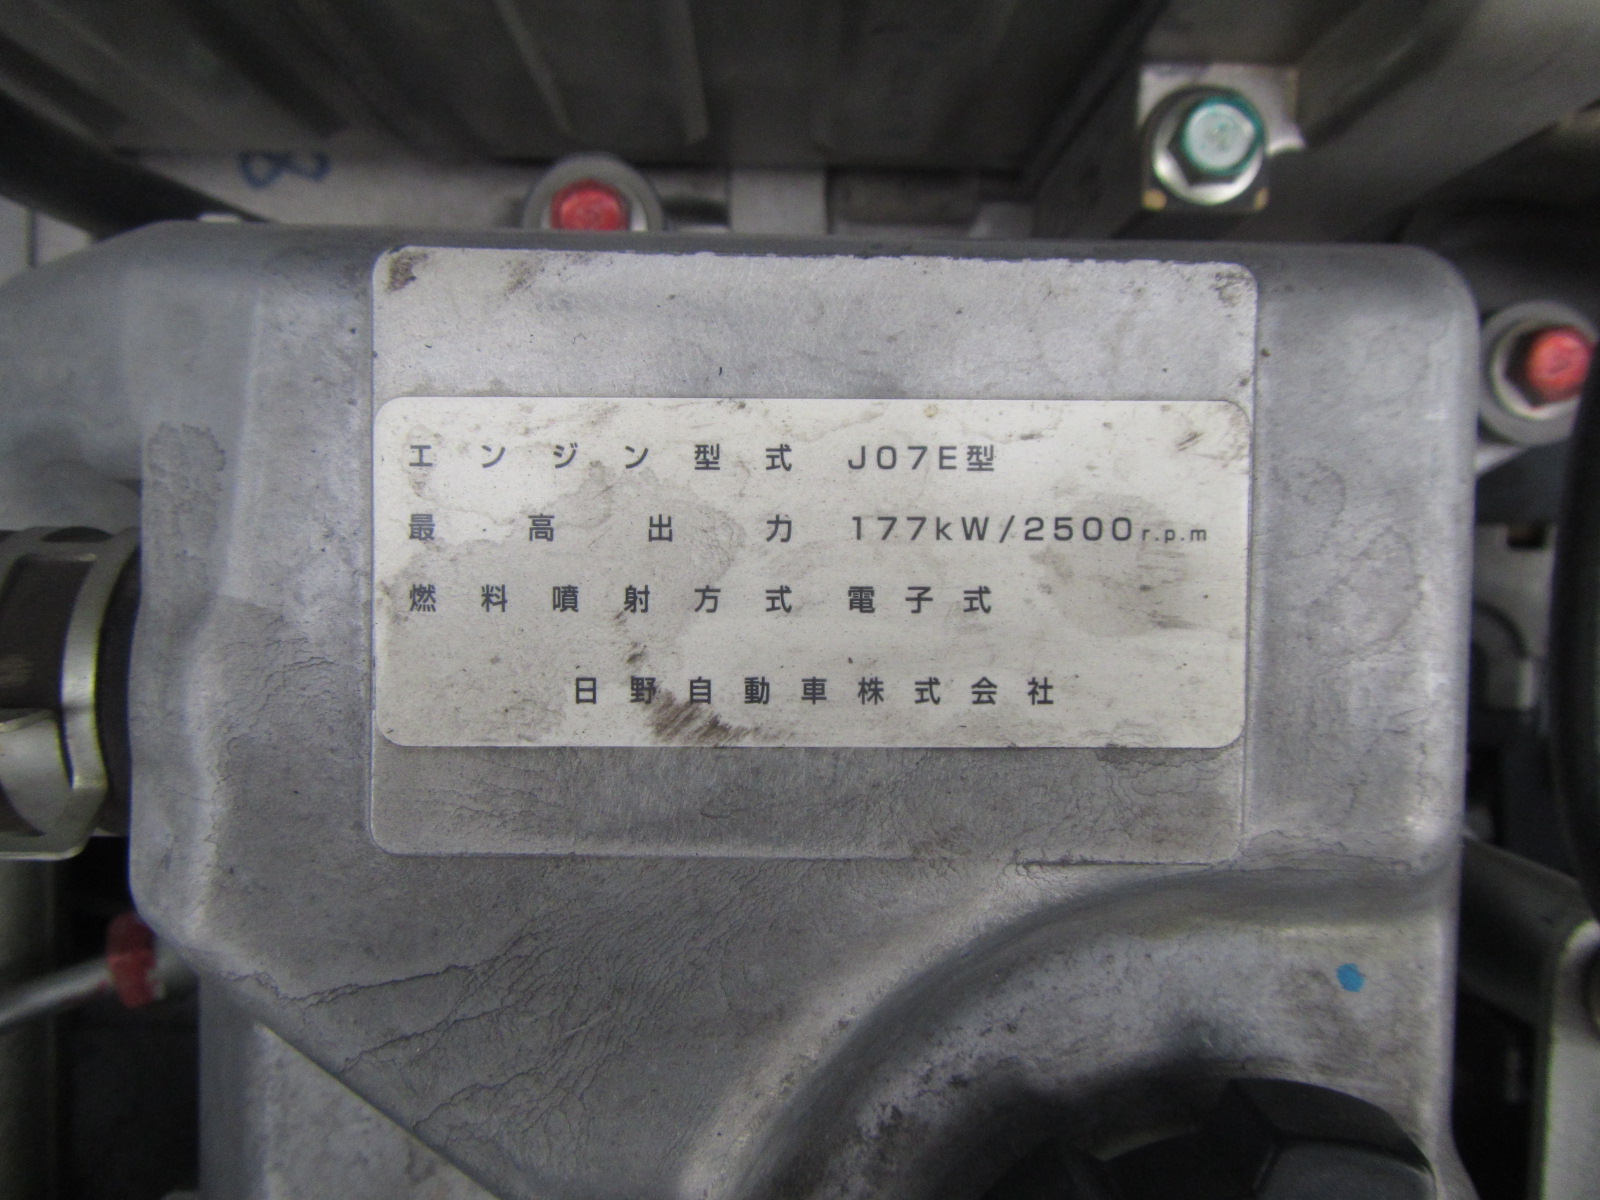 エンジン型式 J07E型
最高出力 177kW/2500r.p.m
燃料噴射方式 電子式
日野自動車株式会社